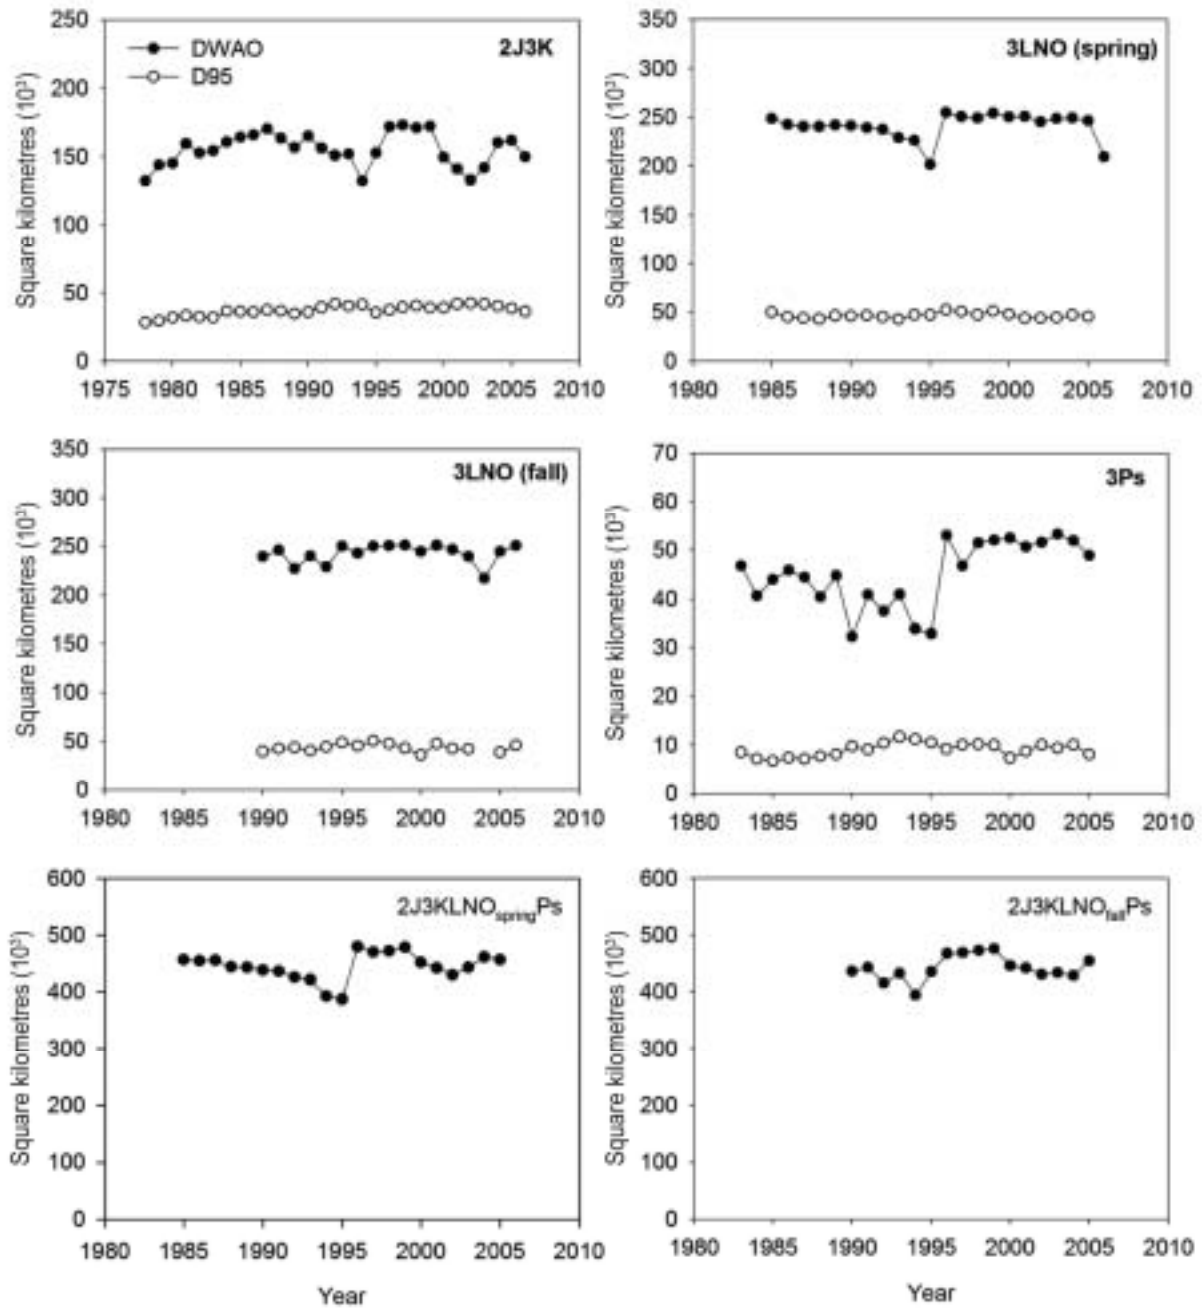 2J3K
DWAO
D95
Square kilometres (10³)
250
200
150
100
50
0
1975 1980 1985 1990 1995 2000 2005 2010
3LNO (spring)
Square kilometres (10³)
350
300
250
200
150
100
50
0
1980 1985 1990 1995 2000 2005 2010
3LNO (fall)
Square kilometres (10³)
350
300
250
200
150
100
50
0
1980 1985 1990 1995 2000 2005 2010
3Ps
Square kilometres (10³)
70
60
50
40
30
20
10
0
1980 1985 1990 1995 2000 2005 2010
2J3KLNOspringPs
Square kilometres (10³)
600
500
400
300
200
100
0
1980 1985 1990 1995 2000 2005 2010
Year
2J3KLNOfallPs
Square kilometres (10³)
600
500
400
300
200
100
0
1980 1985 1990 1995 2000 2005 2010
Year